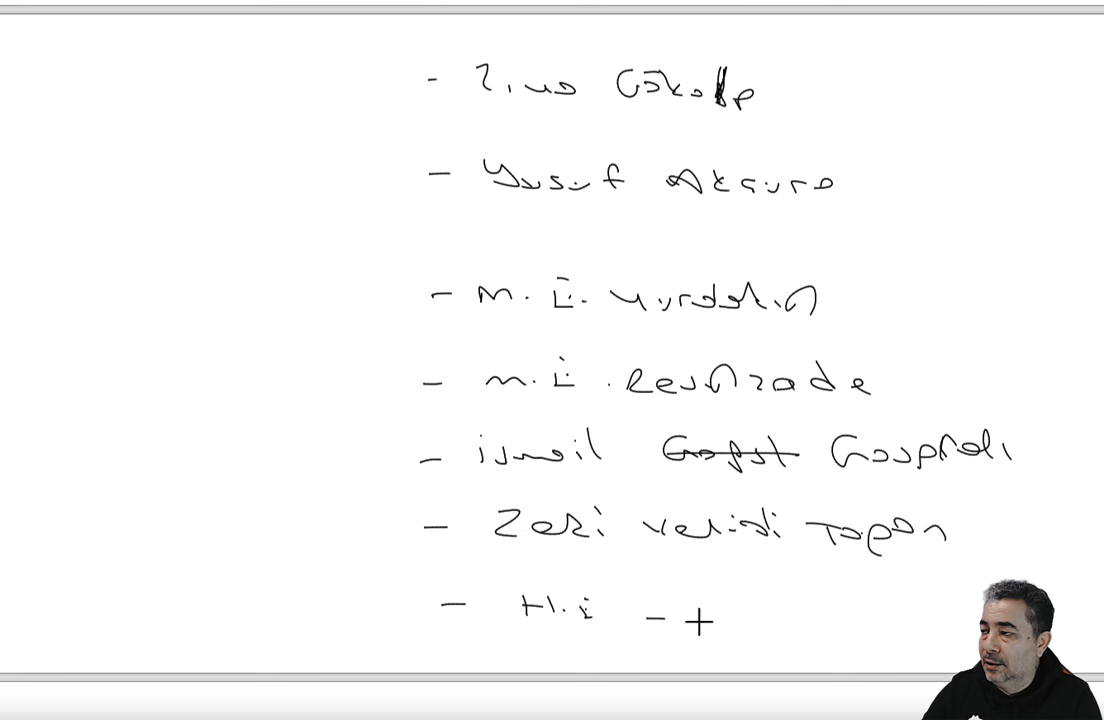 - Ziya Gökalp
- Yusuf Akçura
- M. E. Yurdakul
- M. E. Resulzade
- İsmail Gaspıralı
- Zeki Velidi Togan
- H. i - +